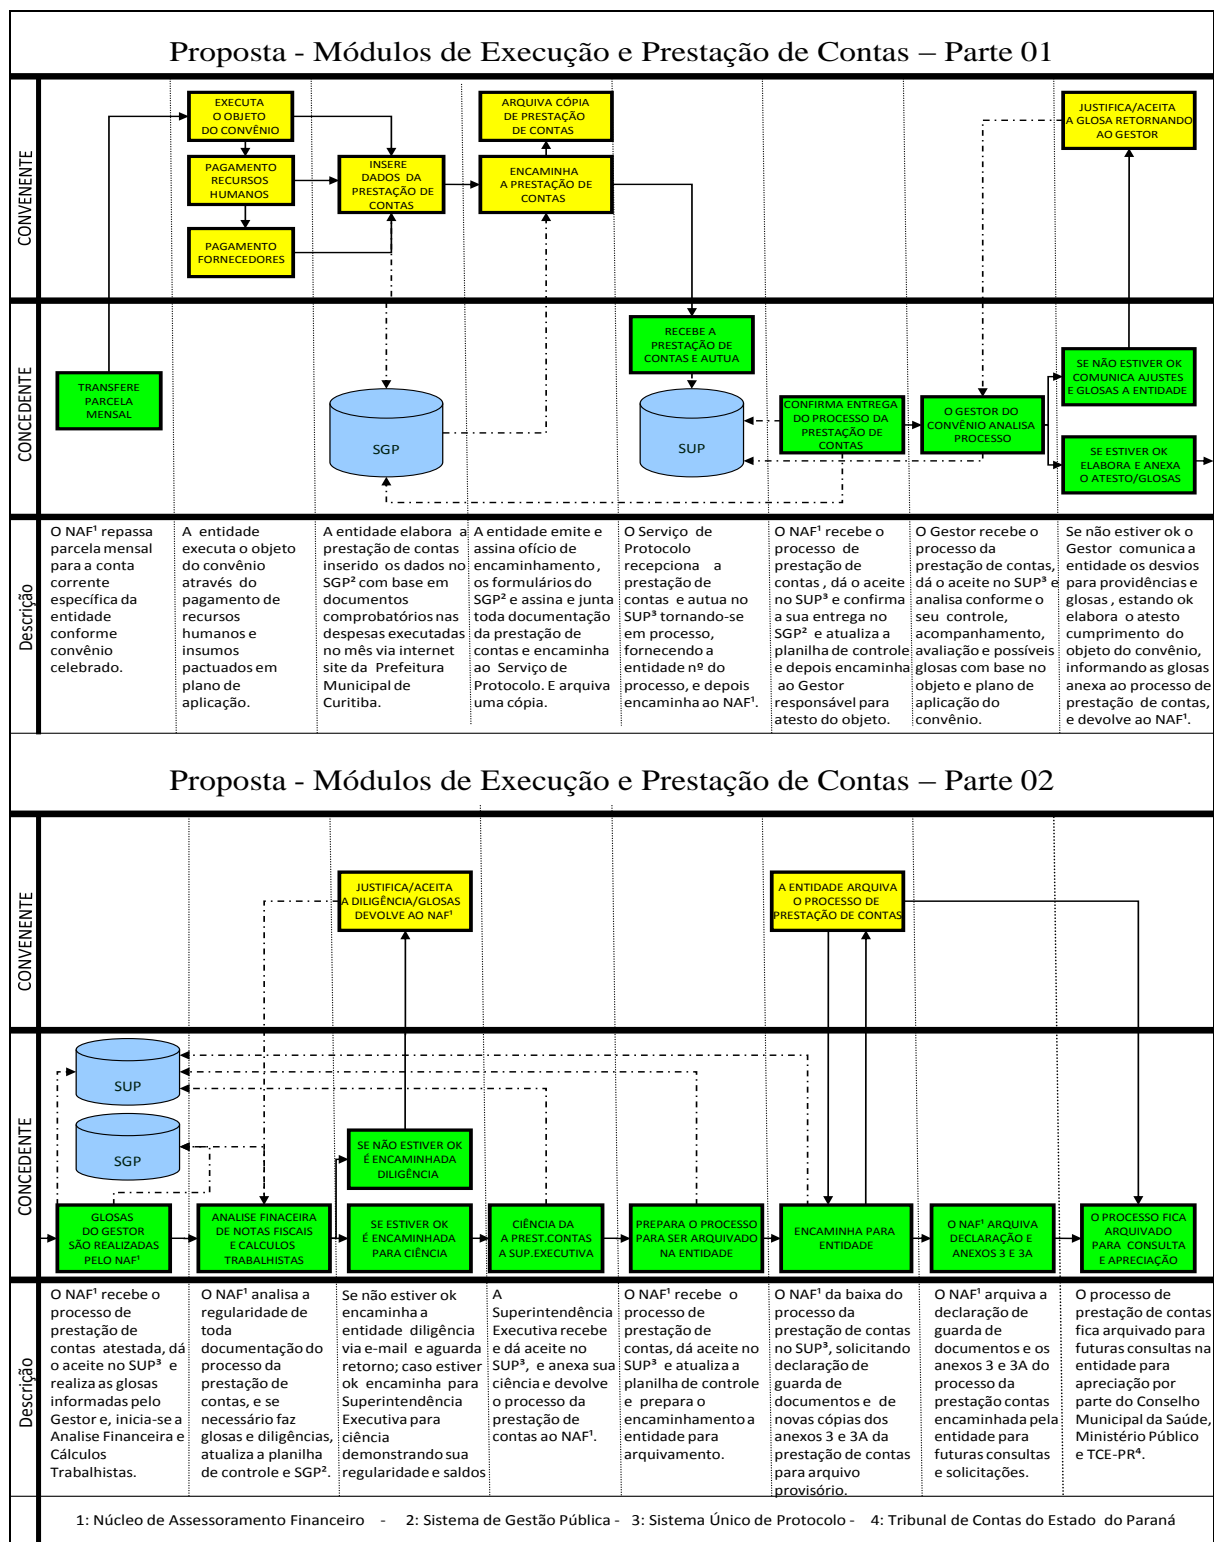 Proposta - Módulos de Execução e Prestação de Contas – Parte 01
CONVENENTE
EXECUTA
O OBJETO
DO CONVÊNIO
PAGAMENTO
RECURSOS
HUMANOS
PAGAMENTO
FORNECEDORES
INSERE
DADOS DA
PRESTAÇÃO DE
CONTAS
ARQUIVA CÓPIA
DE PRESTAÇÃO
DE CONTAS
ENCAMINHA
A PRESTAÇÃO DE
CONTAS
JUSTIFICA/ACEITA
A GLOSA RETORNANDO
AO GESTOR
CONCEDENTE
TRANSFERE
PARCELA
MENSAL
SGP
RECEBE A
PRESTAÇÃO DE
CONTAS E AUTUA
SUP
CONFIRMA ENTREGA
DO PROCESSO DA
PRESTAÇÃO DE
CONTAS
O GESTOR DO
CONVÊNIO ANALISA
PROCESSO
SE NÃO ESTIVER OK
COMUNICA AJUSTES
E GLOSAS A ENTIDADE
SE ESTIVER OK
ELABORA E ANEXA
O ATESTO/GLOSAS
Descrição
O NAF¹ repassa
parcela mensal
para a conta
corrente
específica da
entidade
conforme
convênio
celebrado.
A entidade
executa o objeto
do convênio
através do
pagamento de
recursos
humanos e
insumos
pactuados em
plano de
aplicação.
A entidade elabora a
prestação de contas
inserido os dados no
SGP² com base em
documentos
comprobatórios nas
despesas executadas
no mês via internet
site da Prefeitura
Municipal de
Curitiba.
A entidade emite e
assina ofício de
encaminhamento,
os formulários do
SGP² e assina e junta
toda documentação
da prestação de
contas e encaminha
ao Serviço de
Protocolo. E arquiva
uma cópia.
O Serviço de
Protocolo
recepciona a
prestação de
contas e autua no
SUP³ tornando-se
em processo,
fornecendo a
entidade nº do
processo, e depois
encaminha ao NAF¹.
O NAF¹ recebe o
processo de
prestação de
contas , dá o aceite
no SUP³ e confirma
a sua entrega no
SGP² e atualiza a
planilha de controle
e depois encaminha
ao Gestor
responsável para
atesto do objeto.
O Gestor recebe o
processo da
prestação de contas,
dá o aceite no SUP³ e
analisa conforme o
seu controle,
acompanhamento,
avaliação e possíveis
glosas com base no
objeto e plano de
aplicação do
convênio.
Se não estiver ok o
Gestor comunica a
entidade os desvios
para providências e
glosas , estando ok
elabora o atesto
cumprimento do
objeto do convênio,
informando as glosas
anexa ao processo de
prestação de contas,
e devolve ao NAF¹.
Proposta - Módulos de Execução e Prestação de Contas – Parte 02
CONVENENTE
JUSTIFICA/ACEITA
A DILIGÊNCIA/GLOSAS
DEVOLVE AO NAF¹
A ENTIDADE ARQUIVA
O PROCESSO DE
PRESTAÇÃO DE CONTAS
CONCEDENTE
SUP
SGP
GLOSAS
DO GESTOR
SÃO REALIZADAS
PELO NAF¹
ANALISE FINACEIRA
DE NOTAS FISCAIS
E CALCULOS
TRABALHISTAS
SE NÃO ESTIVER OK
É ENCAMINHADA
DILIGÊNCIA
SE ESTIVER OK
É ENCAMINHADA
PARA CIÊNCIA
CIÊNCIA DA
A PREST.CONTAS
A SUP.EXECUTIVA
PREPARA O PROCESSO
PARA SER ARQUIVADO
NA ENTIDADE
ENCAMINHA PARA
ENTIDADE
O NAF¹ ARQUIVA
DECLARAÇÃO E
ANEXOS 3 E 3A
O PROCESSO FICA
ARQUIVADO
PARA CONSULTA
E APRECIAÇÃO
Descrição
O NAF¹ recebe o
processo de
prestação de
contas atestada, dá
o aceite no SUP³ e
realiza as glosas
informadas pelo
Gestor e, inicia-se a
Analise Financeira e
Cálculos
Trabalhistas.
O NAF¹ analisa a
regularidade de
toda
documentação do
processo da
prestação de
contas, e se
necessário faz
glosas e diligências,
atualiza a planilha
de controle e SGP².
Se não estiver ok
encaminha a
entidade diligência
via e-mail e aguarda
retorno; caso estiver
ok encaminha para
Superintendência
Executiva para
ciência
demonstrando sua
regularidade e saldos
A
Superintendência
Executiva recebe
e dá aceite no
SUP³, e anexa sua
ciência e devolve
o processo da
prestação de
contas ao NAF¹.
O NAF¹ recebe o
processo de
prestação de
contas, dá aceite no
SUP³ e atualiza a
planilha de controle
e prepara o
encaminhamento a
entidade para
arquivamento.
O NAF¹ da baixa do
processo da
prestação de contas
no SUP³, solicitando
declaração de
guarda de
documentos e de
novas cópias dos
anexos 3 e 3A da
prestação de contas
para arquivo
provisório.
O NAF¹ arquiva a
declaração de
guarda de
documentos e os
anexos 3 e 3A do
processo da
prestação contas
encaminhada pela
entidade para
futuras consultas
e solicitações.
O processo de
prestação de contas
fica arquivado para
futuras consultas na
entidade para
apreciação por
parte do Conselho
Municipal da Saúde,
Ministério Público
e TCE-PR⁴.
1: Núcleo de Assessoramento Financeiro - 2: Sistema de Gestão Pública - 3: Sistema Único de Protocolo - 4: Tribunal de Contas do Estado do Paraná